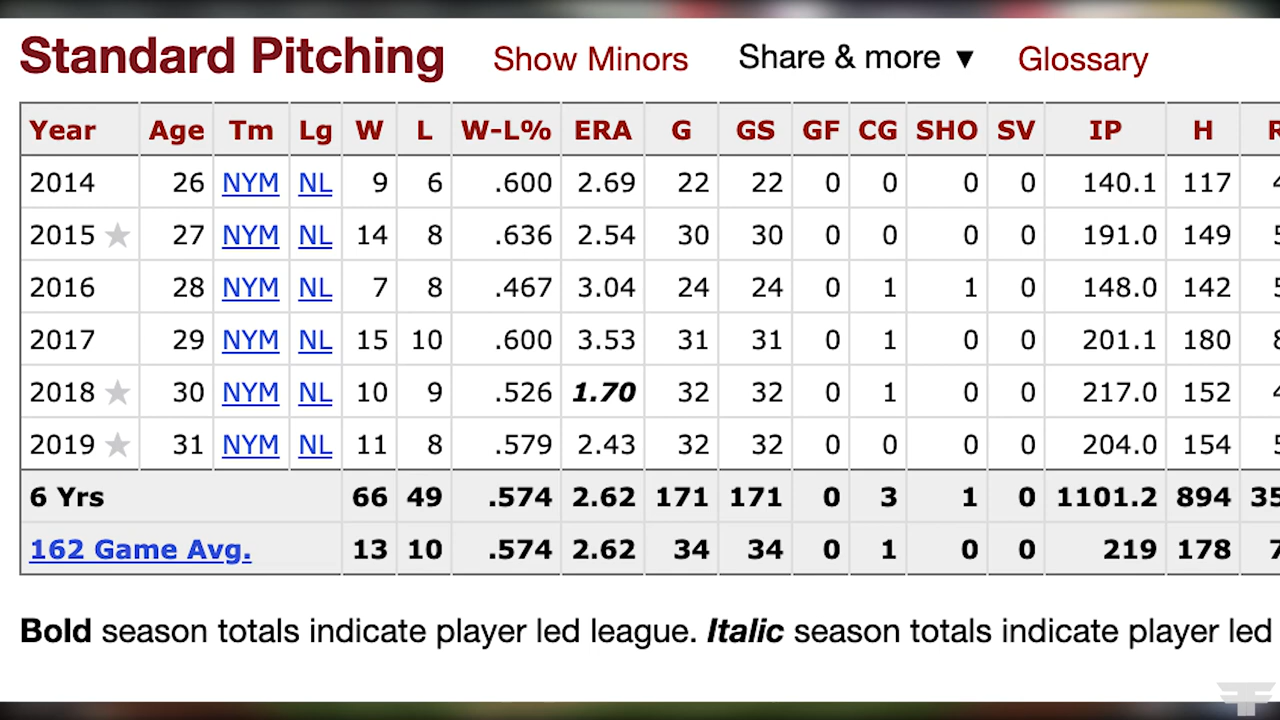 Standard Pitching Show Minors Share & more ▼ Glossary
Year Age Tm Lg W L W-L% ERA G GS GF CG SHO SV IP H R
2014 26 NYM NL 9 6 .600 2.69 22 22 0 0 0 0 140.1 117 4
2015 ★ 27 NYM NL 14 8 .636 2.54 30 30 0 0 0 0 191.0 149 5
2016 28 NYM NL 7 8 .467 3.04 24 24 0 1 1 0 148.0 142 5
2017 29 NYM NL 15 10 .600 3.53 31 31 0 1 0 0 201.1 180 8
2018 ★ 30 NYM NL 10 9 .526 1.70 32 32 0 1 0 0 217.0 152 4
2019 ★ 31 NYM NL 11 8 .579 2.43 32 32 0 0 0 0 204.0 154 5
6 Yrs 66 49 .574 2.62 171 171 0 3 1 0 1101.2 894 35
162 Game Avg. 13 10 .574 2.62 34 34 0 1 0 0 219 178 7
Bold season totals indicate player led league. Italic season totals indicate player led